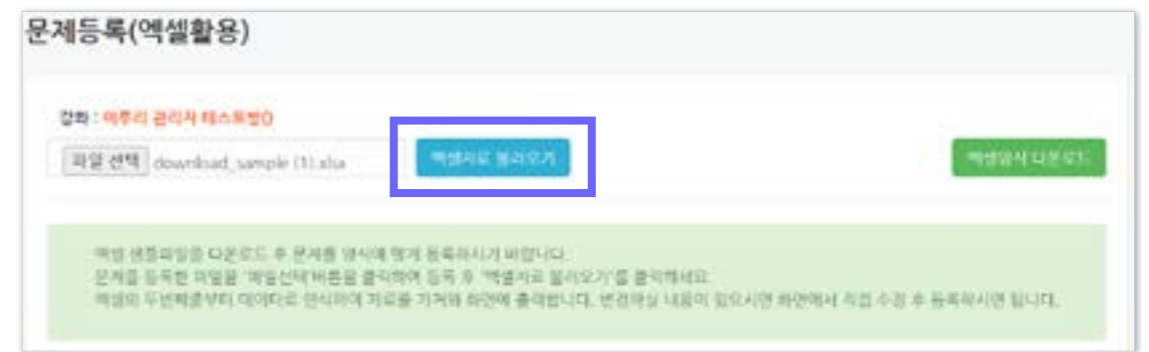 문제등록(엑셀활용)
강좌 : 이루리 관리자 테스트방()
파일 선택 download_sample (1).xlsx 엑셀자료 불러오기 엑셀양식 다운로드
엑셀 샘플파일을 다운로드 후 문제를 양식에 맞게 등록하시기 바랍니다.
문제를 등록한 파일을 '파일선택'버튼을 클릭하여 등록 후 '엑셀자료 불러오기'를 클릭하세요.
엑셀의 두번째줄부터 데이터로 인식하여 자료를 가져와 화면에 출력합니다. 변경하실 내용이 있으시면 화면에서 직접 수정 후 등록하시면 됩니다.